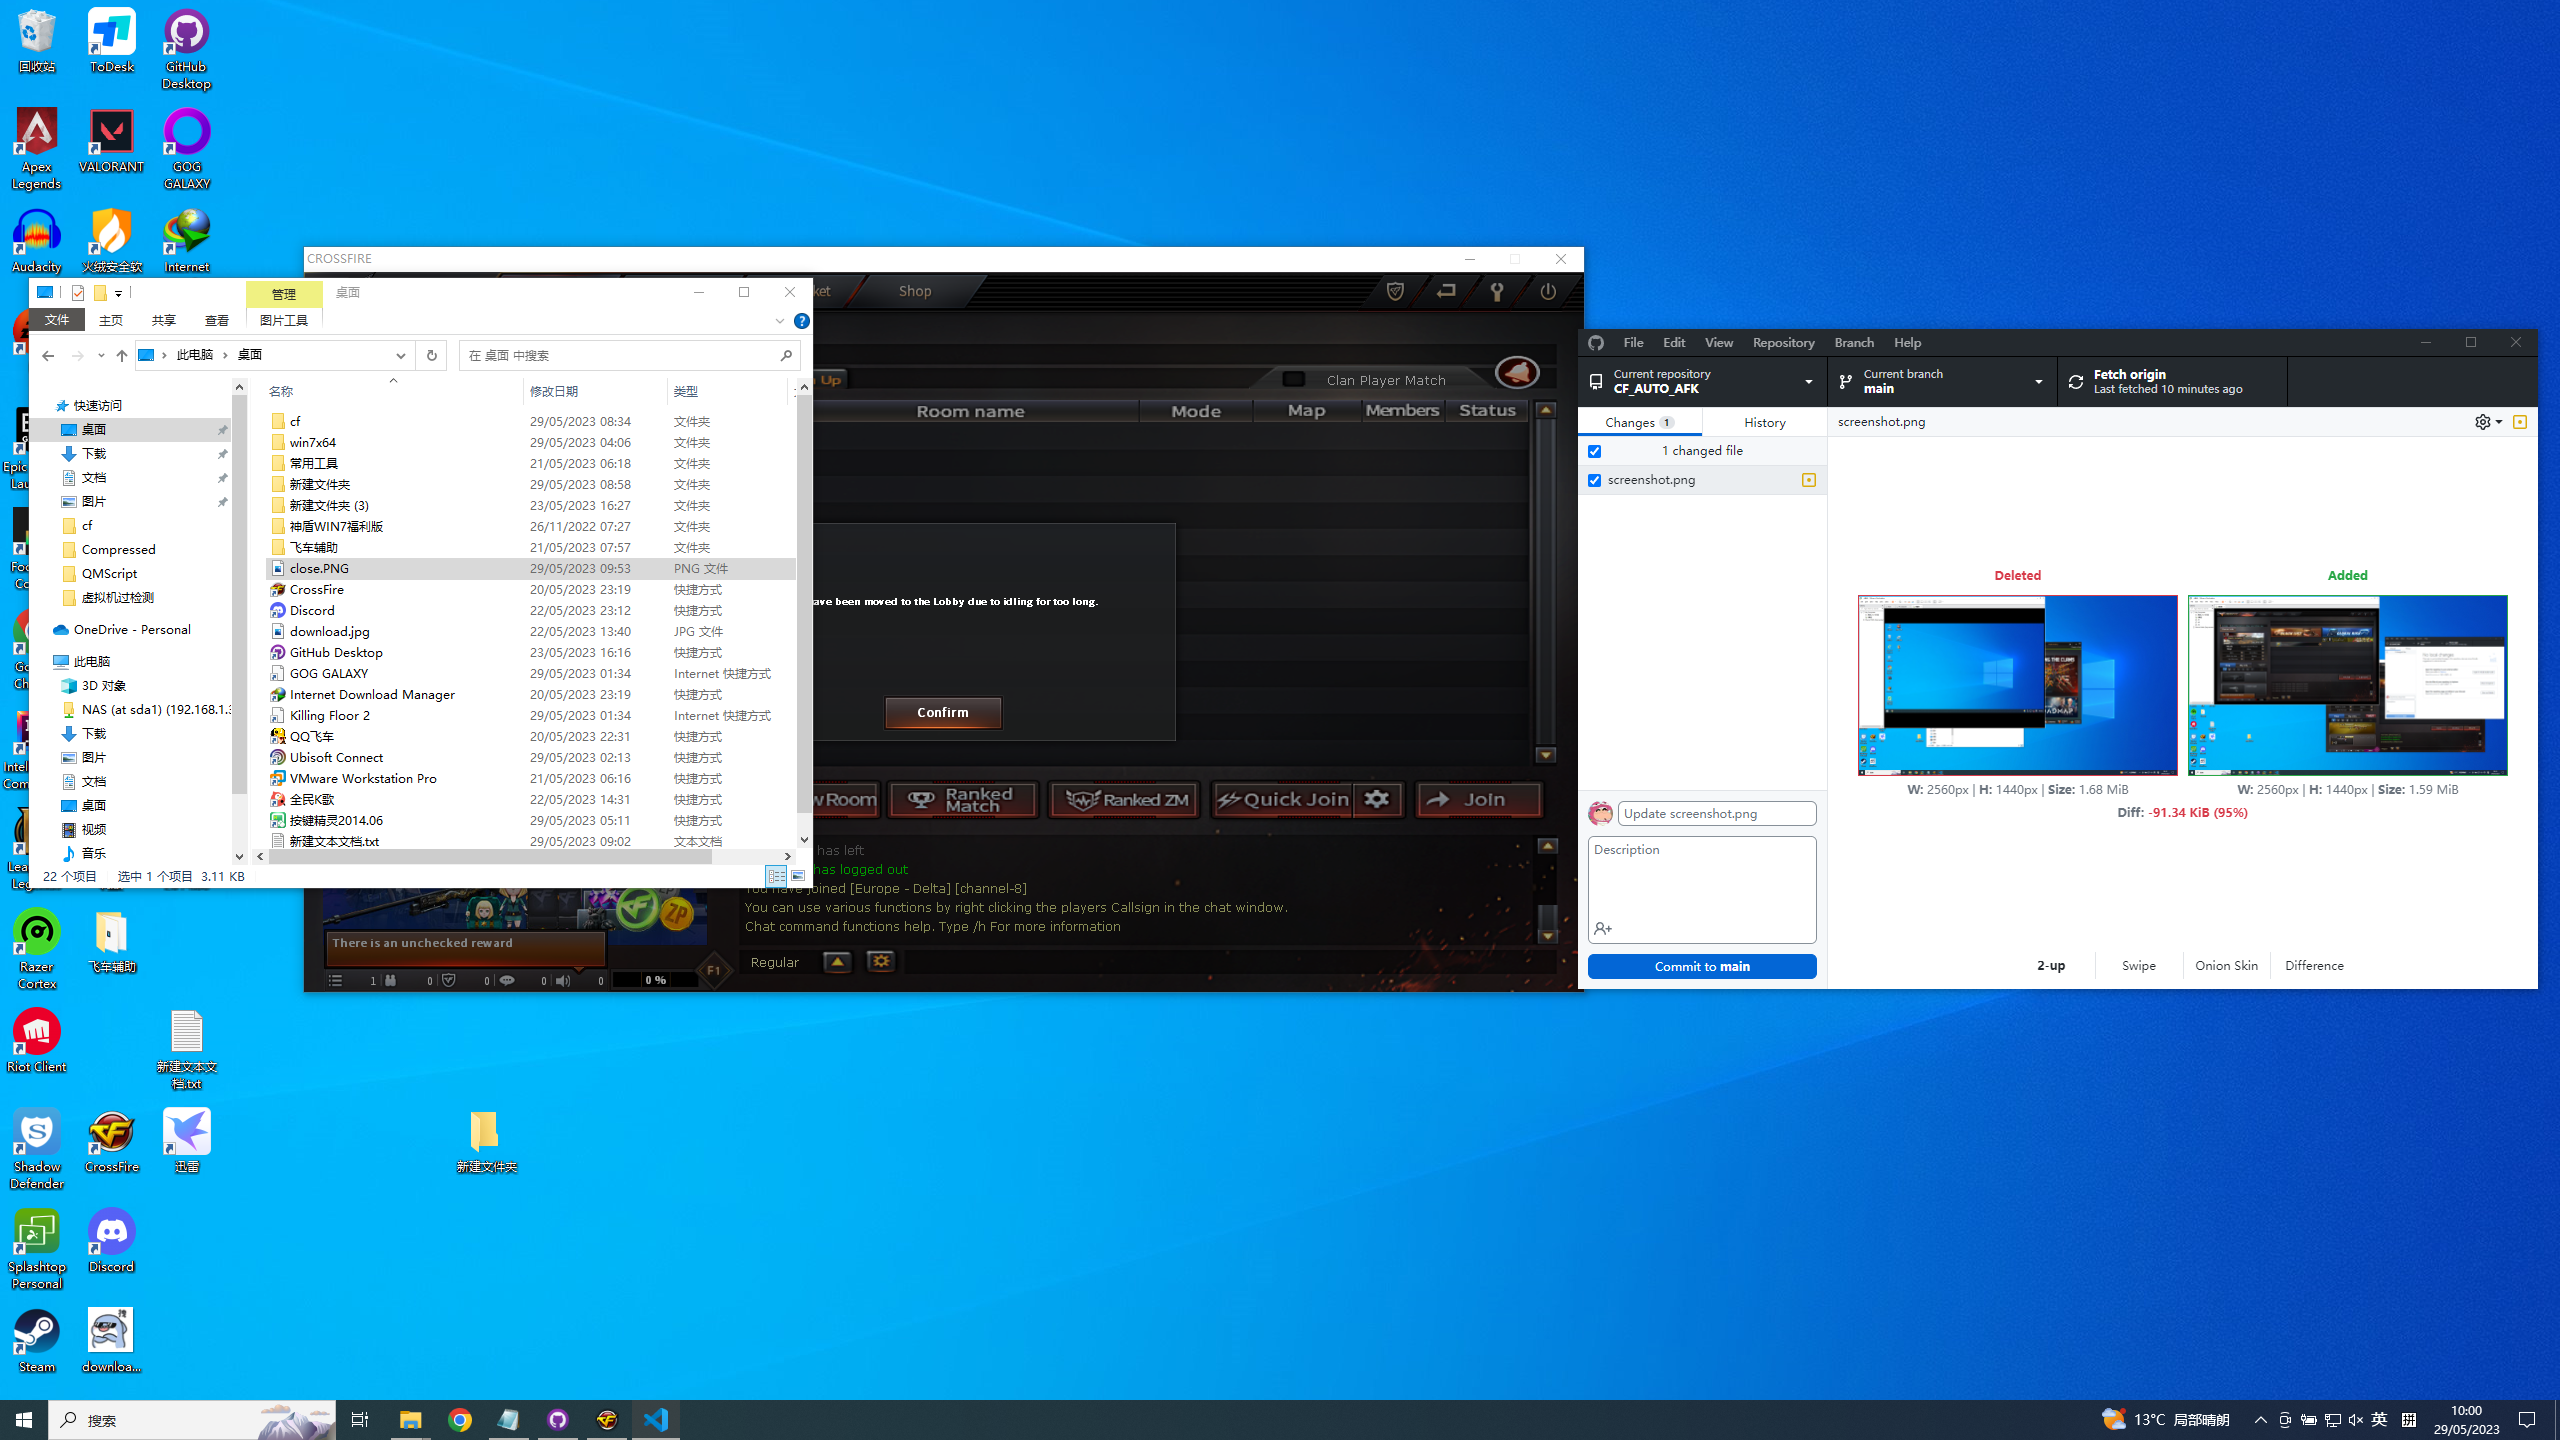 回收站
ToDesk
GitHub Desktop
Apex Legends
VALORANT
GOG GALAXY
Audacity
火绒安全软
Internet
Razer Cortex
飞车辅助
Riot Client
新建文本文档.txt
Shadow Defender
CrossFire
迅雷
新建文件夹
Splashtop Personal
Discord
Steam
downloa...
管理
桌面
文件
主页
共享
查看
图片工具
此电脑 › 桌面
在 桌面 中搜索
快速访问
桌面
下载
文档
图片
cf
Compressed
QMScript
虚拟机过检测
OneDrive - Personal
此电脑
3D 对象
NAS (at sda1) (192.168.1.3
下载
图片
文档
桌面
视频
音乐
名称 修改日期 类型
cf 29/05/2023 08:34 文件夹
win7x64 29/05/2023 04:06 文件夹
常用工具 21/05/2023 06:18 文件夹
新建文件夹 29/05/2023 08:58 文件夹
新建文件夹 (3) 23/05/2023 16:27 文件夹
神盾WIN7福利版 26/11/2022 07:27 文件夹
飞车辅助 21/05/2023 07:57 文件夹
close.PNG 29/05/2023 09:53 PNG 文件
CrossFire 20/05/2023 23:19 快捷方式
Discord 22/05/2023 23:12 快捷方式
download.jpg 22/05/2023 13:40 JPG 文件
GitHub Desktop 23/05/2023 16:16 快捷方式
GOG GALAXY 29/05/2023 01:34 Internet 快捷方式
Internet Download Manager 20/05/2023 23:19 快捷方式
Killing Floor 2 29/05/2023 01:34 Internet 快捷方式
QQ飞车 20/05/2023 22:31 快捷方式
Ubisoft Connect 29/05/2023 02:13 快捷方式
VMware Workstation Pro 21/05/2023 06:16 快捷方式
全民K歌 22/05/2023 14:31 快捷方式
按键精灵2014.06 29/05/2023 05:11 快捷方式
新建文本文档.txt 29/05/2023 09:02 文本文档
22 个项目 选中 1 个项目 3.11 KB
CROSSFIRE
ket
Shop
Up
Clan Player Match
Room name Mode Map Members Status
ave been moved to the Lobby due to idling for too long.
Confirm
wRoom
Ranked Match
Ranked ZM
Quick Join
Join
has left
has logged out
You have joined [Europe - Delta] [channel-8]
You can use various functions by right clicking the players Callsign in the chat window.
Chat command functions help. Type /h For more information
ZP
There is an unchecked reward
1 0 0 0 0 0 %
F1
Regular
File Edit View Repository Branch Help
Current repository
CF_AUTO_AFK
Current branch
main
Fetch origin
Last fetched 10 minutes ago
Changes 1
History
screenshot.png
1 changed file
screenshot.png
Deleted
Added
W: 2560px | H: 1440px | Size: 1.68 MiB
W: 2560px | H: 1440px | Size: 1.59 MiB
Diff: -91.34 KiB (95%)
Update screenshot.png
Description
Commit to main
2-up
Swipe
Onion Skin
Difference
搜索
13°C 局部晴朗
英
拼
10:00
29/05/2023